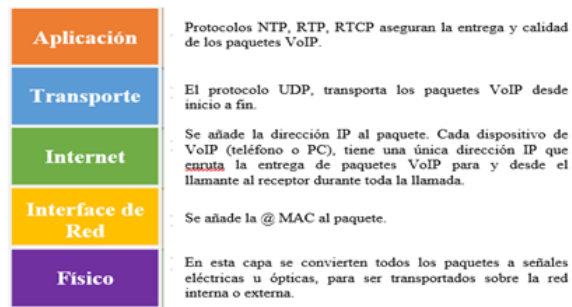 Aplicación
Protocolos NTP, RTP, RTCP aseguran la entrega y calidad
de los paquetes VoIP.
Transporte
El protocolo UDP, transporta los paquetes VoIP desde
inicio a fin.
Internet
Se añade la dirección IP al paquete. Cada dispositivo de
VoIP (teléfono o PC), tiene una única dirección IP que
enruta la entrega de paquetes VoIP para y desde el
llamante al receptor durante toda la llamada.
Interface de
Red
Se añade la @ MAC al paquete.
Físico
En esta capa se convierten todos los paquetes a señales
eléctricas u ópticas, para ser transportados sobre la red
interna o externa.